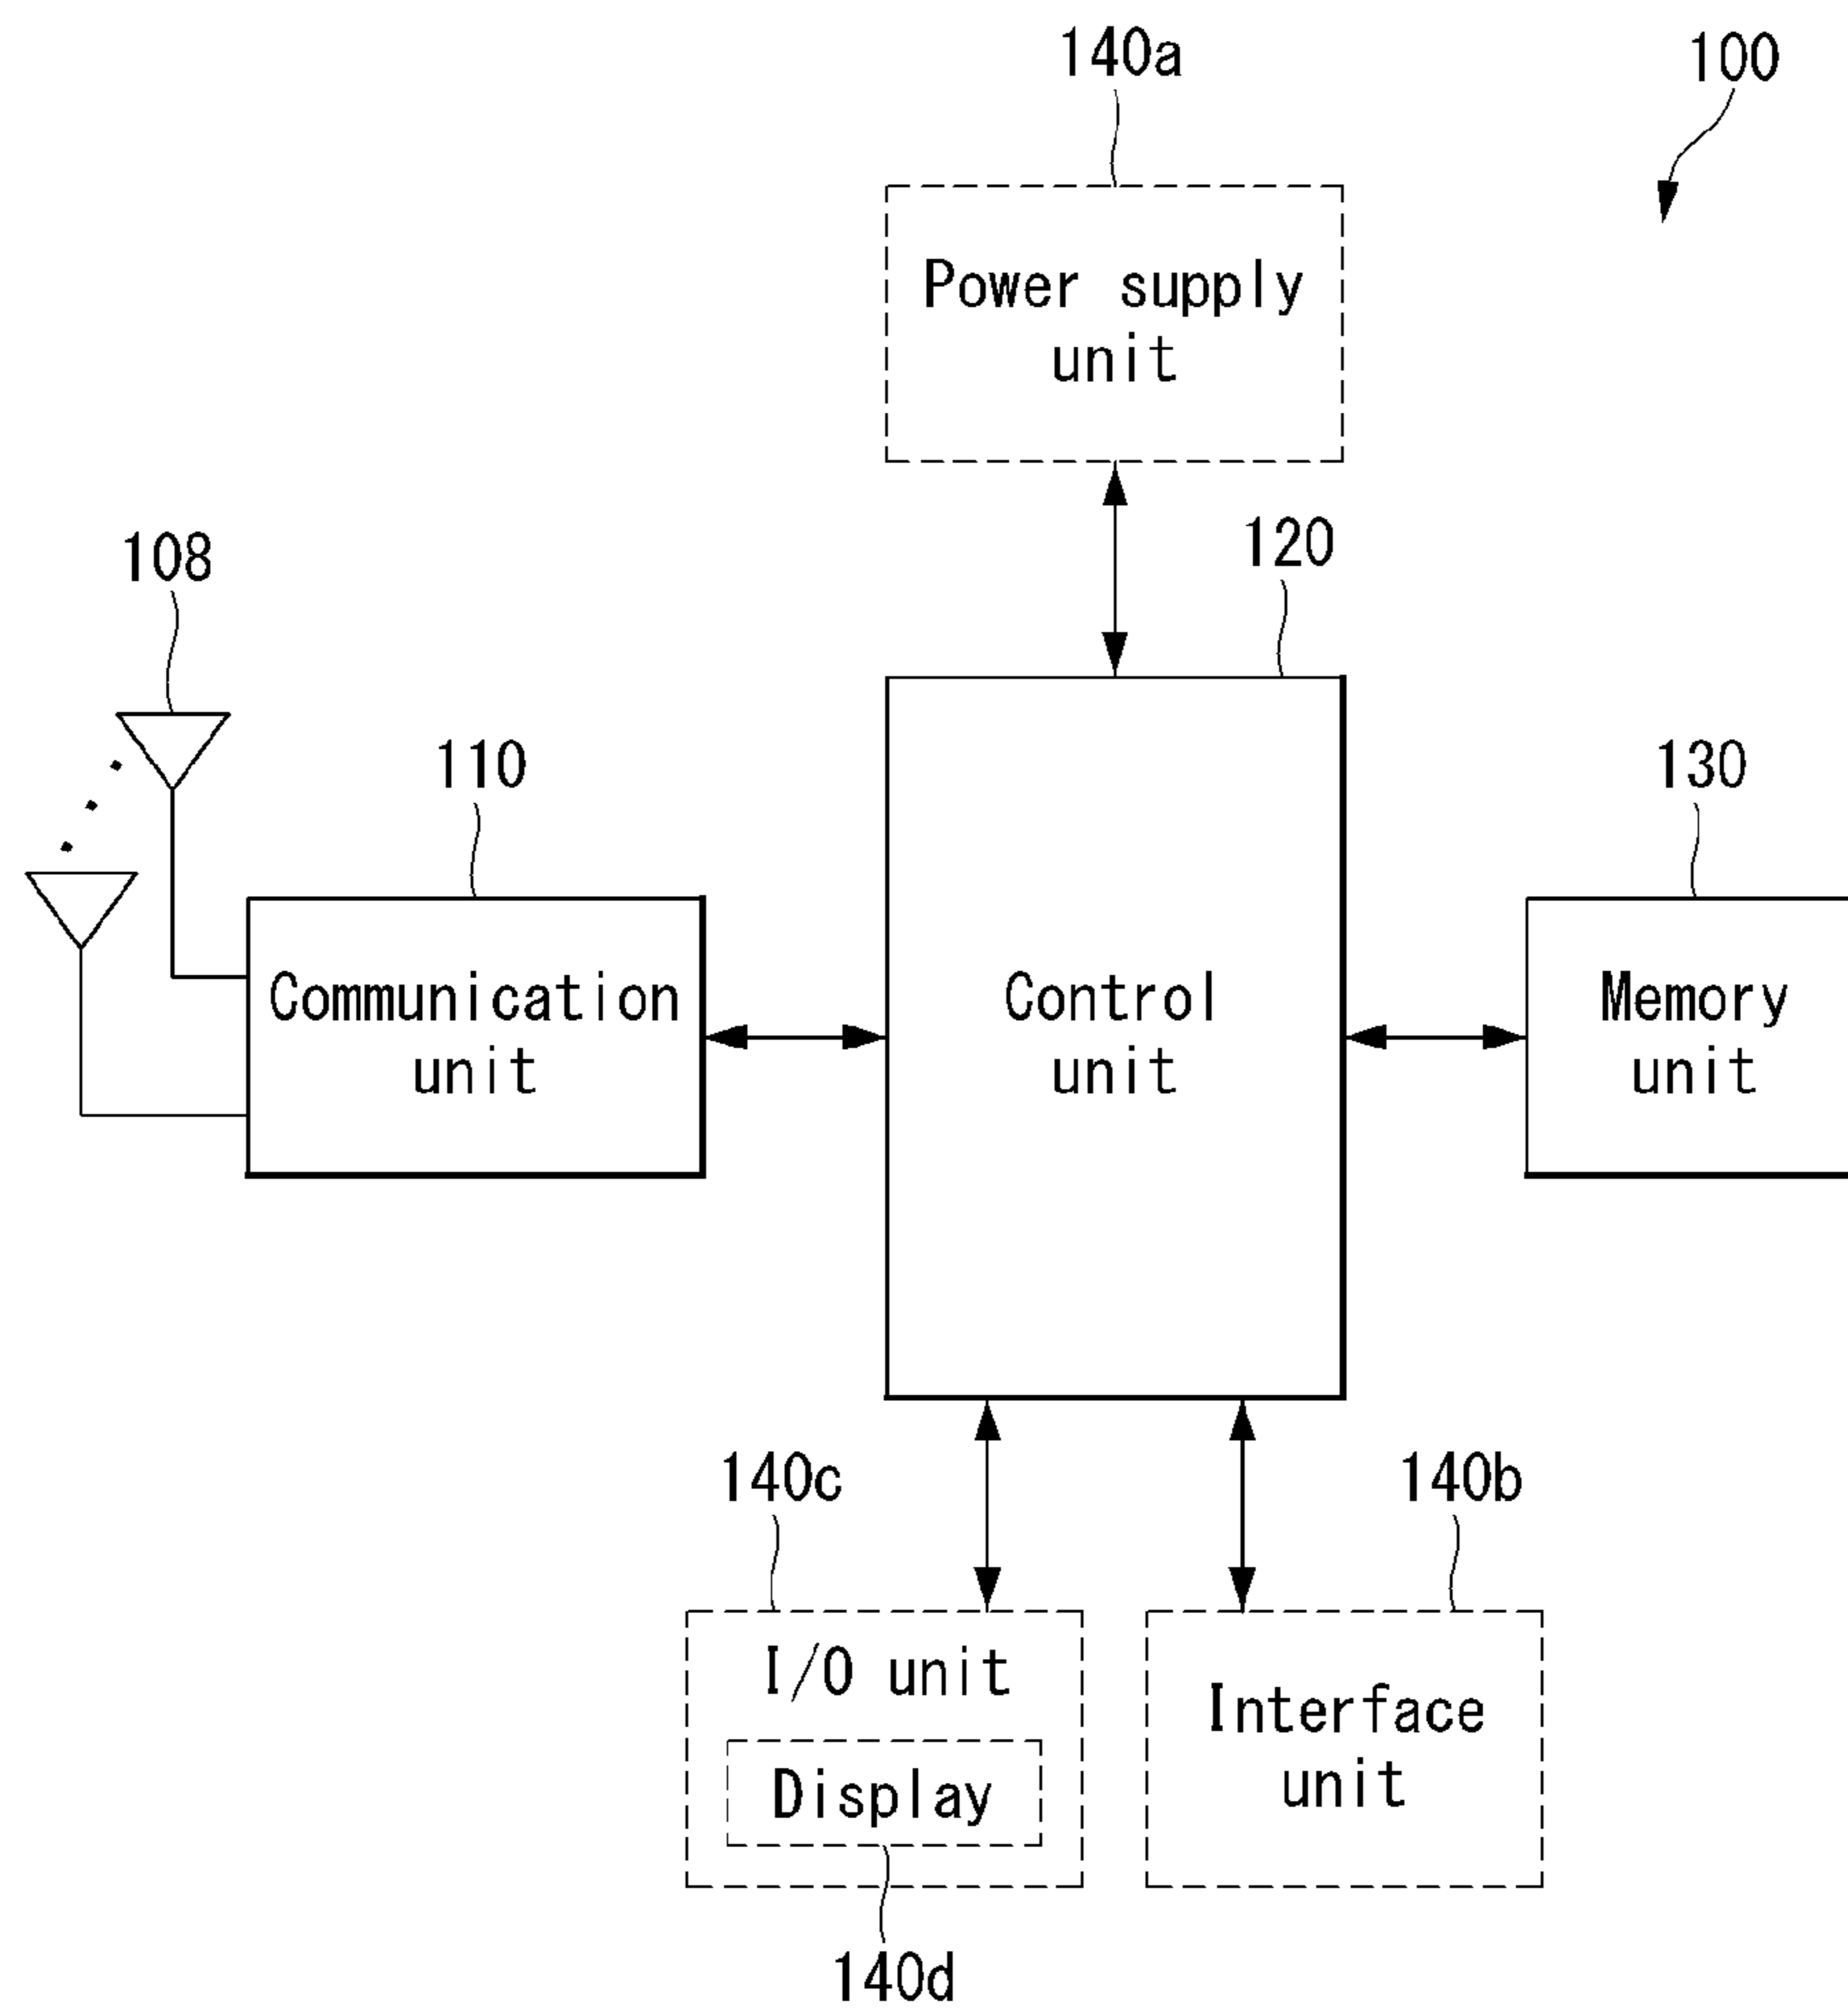 140a
100
Power supply
unit
108
120
110
130
Communication
unit
Control
unit
Memory
unit
140c
140b
I/O unit
Display
Interface
unit
140d